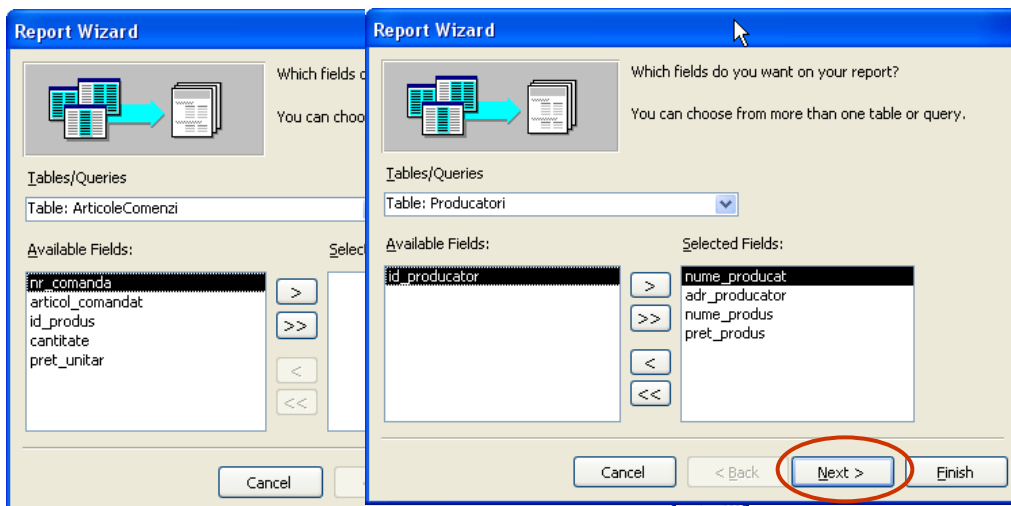 Report Wizard
Which fields
You can choo
Tables/Queries
Table: ArticoleComenzi
Available Fields:
Selec
nr_comanda
articol_comandat
id_produs
cantitate
pret_unitar
>
>>
<
<<
Cancel
Report Wizard
Which fields do you want on your report?
You can choose from more than one table or query.
Tables/Queries
Table: Producatori
Available Fields:
Selected Fields:
id_producator
>
>>
<
<<
nume_producat
adr_producator
nume_produs
pret_produs
Cancel
< Back
Next >
Finish